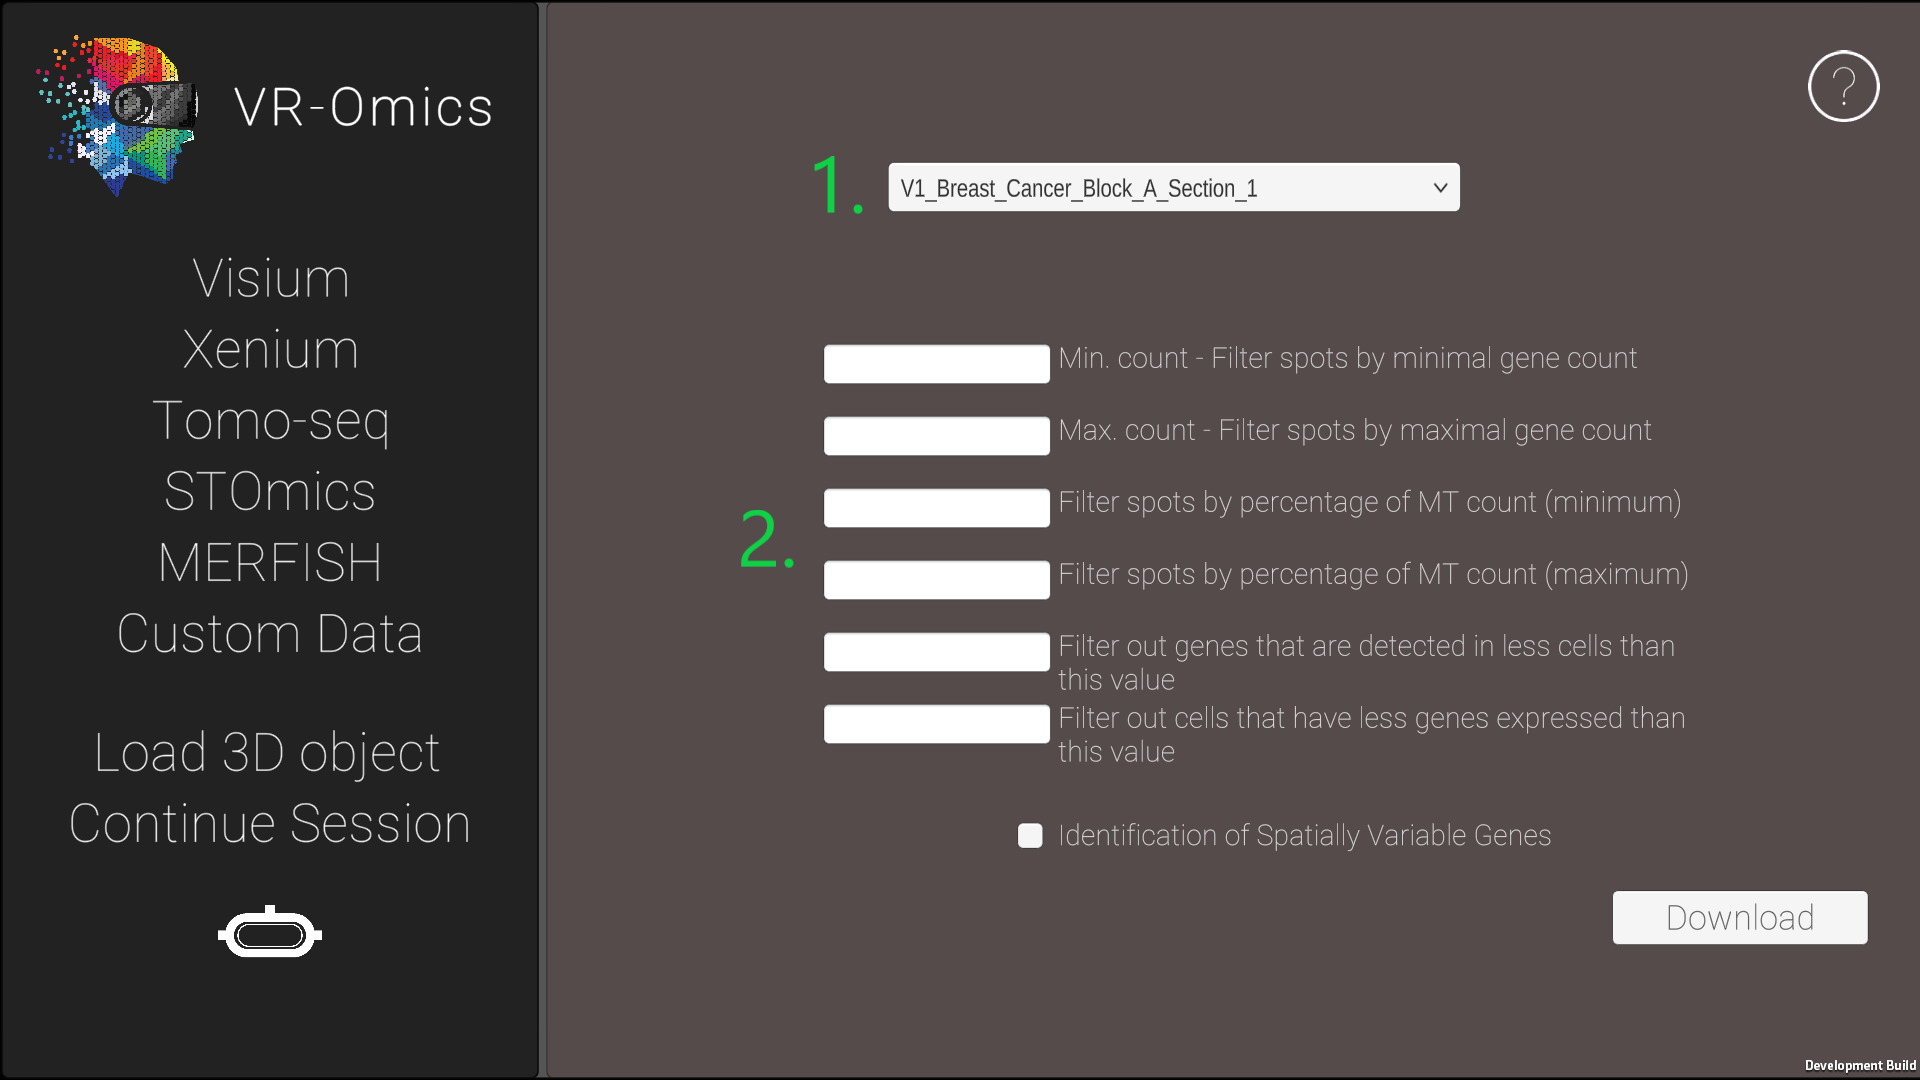 VR-Omics
Visium
Xenium
Tomo-seq
STOmics
MERFISH
Custom Data
Load 3D object
Continue Session
?
1.
V1_Breast_Cancer_Block_A_Section_1
2.
Min. count - Filter spots by minimal gene count
Max. count - Filter spots by maximal gene count
Filter spots by percentage of MT count (minimum)
Filter spots by percentage of MT count (maximum)
Filter out genes that are detected in less cells than
this value
Filter out cells that have less genes expressed than
this value
Identification of Spatially Variable Genes
Download
Development Build